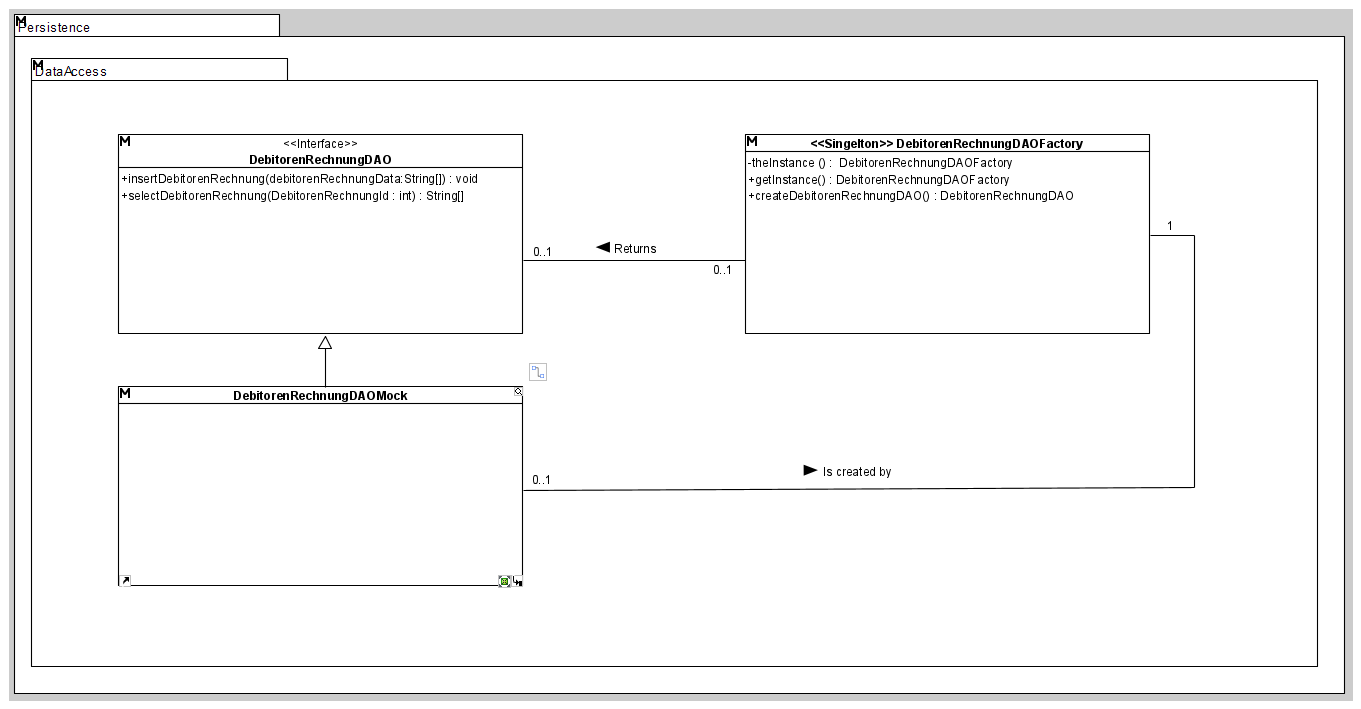 M
Persistence
M
DataAccess
M
<<Interface>>
DebitorenRechnungDAO
+insertDebitorenRechnung(debitorenRechnungData:String[]) : void
+selectDebitorenRechnung(DebitorenRechnungId : int) : String[]
M
<<Singelton>> DebitorenRechnungDAOFactory
-theInstance () : DebitorenRechnungDAOFactory
+getInstance() : DebitorenRechnungDAOFactory
+createDebitorenRechnungDAO() : DebitorenRechnungDAO
1
0..1
Returns
0..1
M
DebitorenRechnungDAOMock
0..1
Is created by